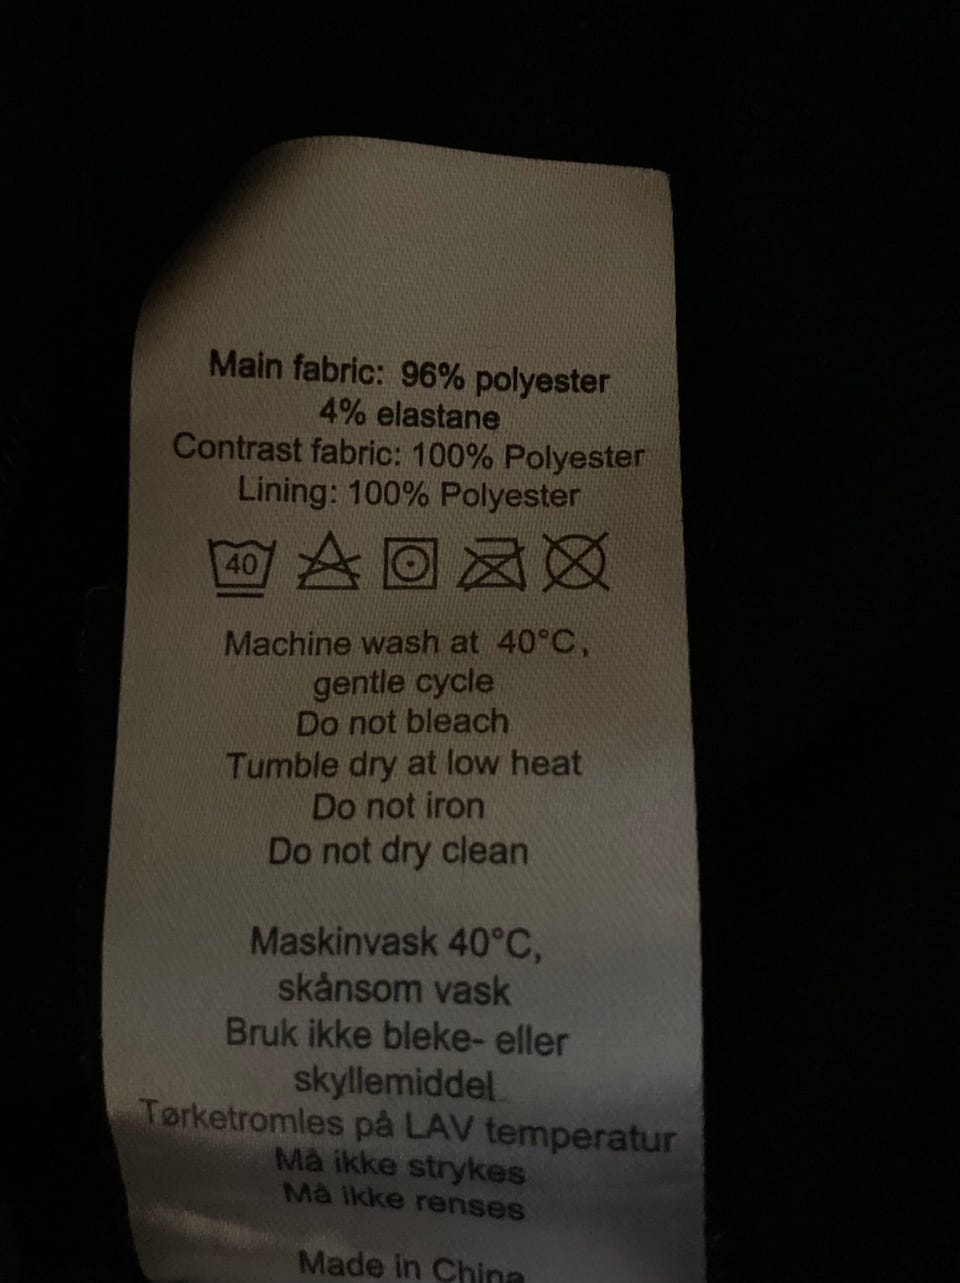 Main fabric: 96% polyester
4% elastane
Contrast fabric: 100% Polyester
Lining: 100% Polyester
40
Machine wash at 40°C,
gentle cycle
Do not bleach
Tumble dry at low heat
Do not iron
Do not dry clean
Maskinvask 40°C,
skånsom vask
Bruk ikke bleke- eller
skyllemiddel
Tørketromles på LAV temperatur
Må ikke strykes
Må ikke renses
Made in China